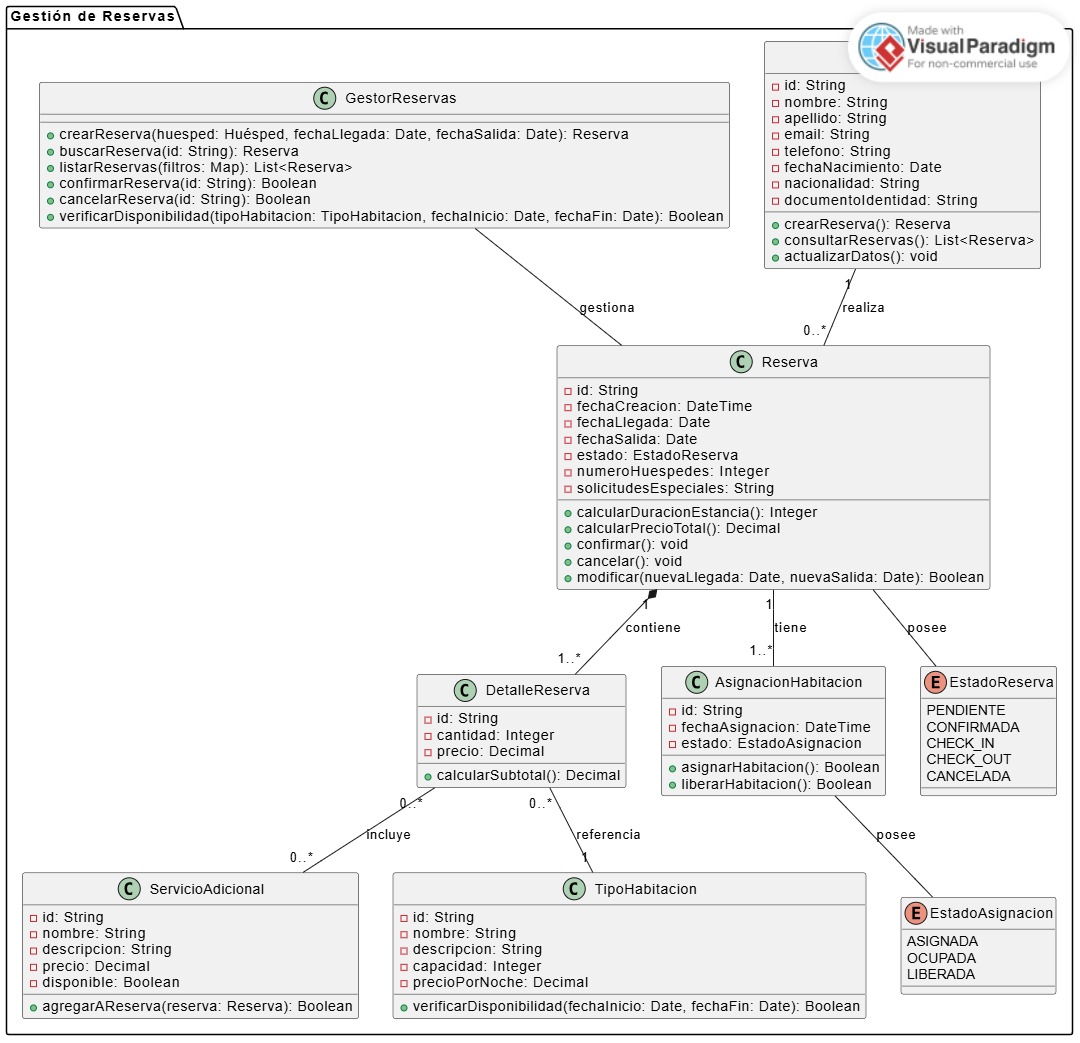 Gestión de Reservas
Made with
VisualParadigm
For non-commercial use
C GestorReservas
crearReserva(huesped: Huésped, fechaLlegada: Date, fechaSalida: Date): Reserva
buscarReserva(id: String): Reserva
listarReservas(filtros: Map): List<Reserva>
confirmarReserva(id: String): Boolean
cancelarReserva(id: String): Boolean
verificarDisponibilidad(tipoHabitacion: TipoHabitacion, fechaInicio: Date, fechaFin: Date): Boolean
id: String
nombre: String
apellido: String
email: String
telefono: String
fechaNacimiento: Date
nacionalidad: String
documentoIdentidad: String
crearReserva(): Reserva
consultarReservas(): List<Reserva>
actualizarDatos(): void
gestiona
1
realiza
0..*
C Reserva
id: String
fechaCreacion: DateTime
fechaLlegada: Date
fechaSalida: Date
estado: EstadoReserva
numeroHuespedes: Integer
solicitudesEspeciales: String
calcularDuracionEstancia(): Integer
calcularPrecioTotal(): Decimal
confirmar(): void
cancelar(): void
modificar(nuevaLlegada: Date, nuevaSalida: Date): Boolean
1
contiene
1..*
1
tiene
1..*
posee
C DetalleReserva
id: String
cantidad: Integer
precio: Decimal
calcularSubtotal(): Decimal
C AsignacionHabitacion
id: String
fechaAsignacion: DateTime
estado: EstadoAsignacion
asignarHabitacion(): Boolean
liberarHabitacion(): Boolean
E EstadoReserva
PENDIENTE
CONFIRMADA
CHECK_IN
CHECK_OUT
CANCELADA
0..*
incluye
0..*
0..*
referencia
1
posee
C ServicioAdicional
id: String
nombre: String
descripcion: String
precio: Decimal
disponible: Boolean
agregarAReserva(reserva: Reserva): Boolean
C TipoHabitacion
id: String
nombre: String
descripcion: String
capacidad: Integer
precioPorNoche: Decimal
verificarDisponibilidad(fechaInicio: Date, fechaFin: Date): Boolean
E EstadoAsignacion
ASIGNADA
OCUPADA
LIBERADA